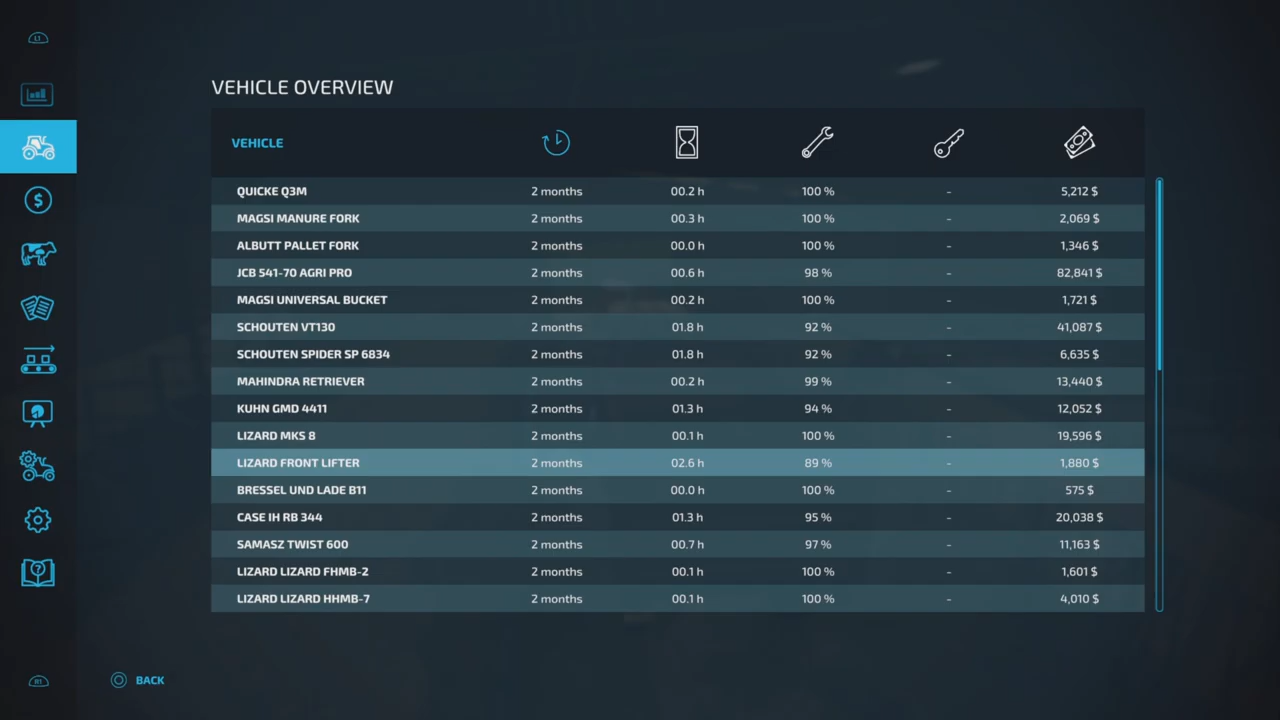 L1
VEHICLE OVERVIEW
VEHICLE
QUICKE Q3M 2 months 00.2 h 100 % - 5,212 $
MAGSI MANURE FORK 2 months 00.3 h 100 % - 2,069 $
ALBUTT PALLET FORK 2 months 00.0 h 100 % - 1,346 $
JCB 541-70 AGRI PRO 2 months 00.6 h 98 % - 82,841 $
MAGSI UNIVERSAL BUCKET 2 months 00.2 h 100 % - 1,721 $
SCHOUTEN VT130 2 months 01.8 h 92 % - 41,087 $
SCHOUTEN SPIDER SP 6834 2 months 01.8 h 92 % - 6,635 $
MAHINDRA RETRIEVER 2 months 00.2 h 99 % - 13,440 $
KUHN GMD 4411 2 months 01.3 h 94 % - 12,052 $
LIZARD MKS 8 2 months 00.1 h 100 % - 19,596 $
LIZARD FRONT LIFTER 2 months 02.6 h 89 % - 1,880 $
BRESSEL UND LADE B11 2 months 00.0 h 100 % - 575 $
CASE IH RB 344 2 months 01.3 h 95 % - 20,038 $
SAMASZ TWIST 600 2 months 00.7 h 97 % - 11,163 $
LIZARD LIZARD FHMB-2 2 months 00.1 h 100 % - 1,601 $
LIZARD LIZARD HHMB-7 2 months 00.1 h 100 % - 4,010 $
R1
BACK